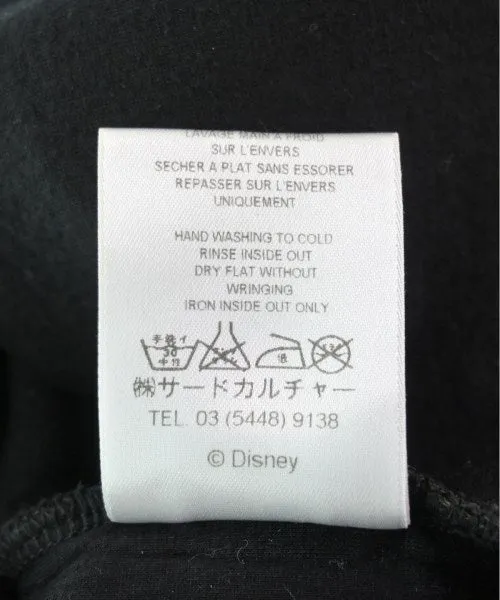 LAVAGE MAIN A FROID
SUR L'ENVERS
SECHER A PLAT SANS ESSORER
REPASSER SUR L'ENVERS
UNIQUEMENT
HAND WASHING TO COLD
RINSE INSIDE OUT
DRY FLAT WITHOUT
WRINGING
IRON INSIDE OUT ONLY
手洗イ
30
中性
㈱サードカルチャー
TEL. 03 (5448) 9138
© Disney